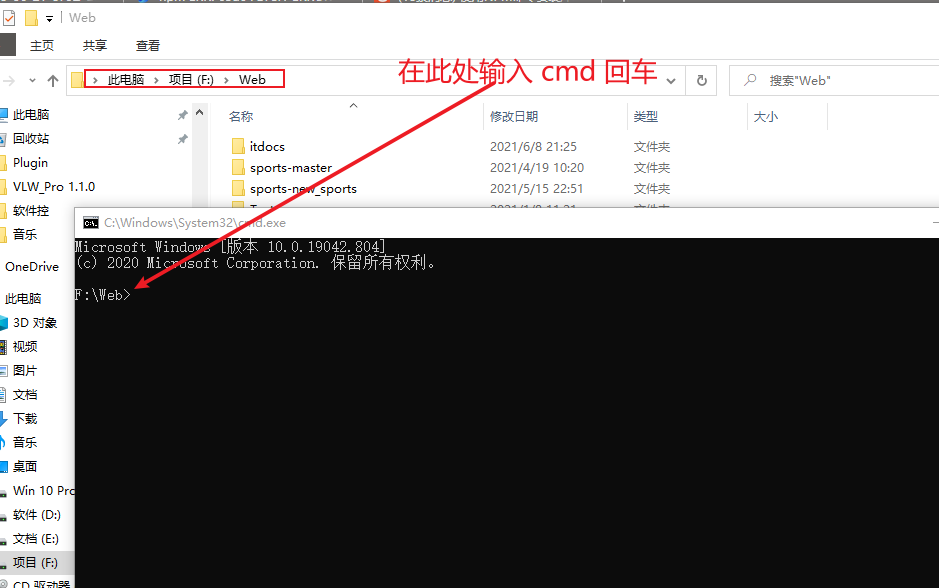 Web
主页 共享 查看
此电脑 项目 (F:) Web
搜索"Web"
在此处输入 cmd 回车
名称 修改日期 类型 大小
itdocs 2021/6/8 21:25 文件夹
sports-master 2021/4/19 10:20 文件夹
sports-new_sports 2021/5/15 22:51 文件夹
此电脑
回收站
Plugin
VLW_Pro 1.1.0
软件控
音乐
OneDrive
此电脑
3D 对象
视频
图片
文档
下载
音乐
桌面
Win 10 Pro
软件 (D:)
文档 (E:)
项目 (F:)
CD 驱动器
C:\Windows\System32\cmd.exe
Microsoft Windows [版本 10.0.19042.804]
(c) 2020 Microsoft Corporation. 保留所有权利。
F:\Web>